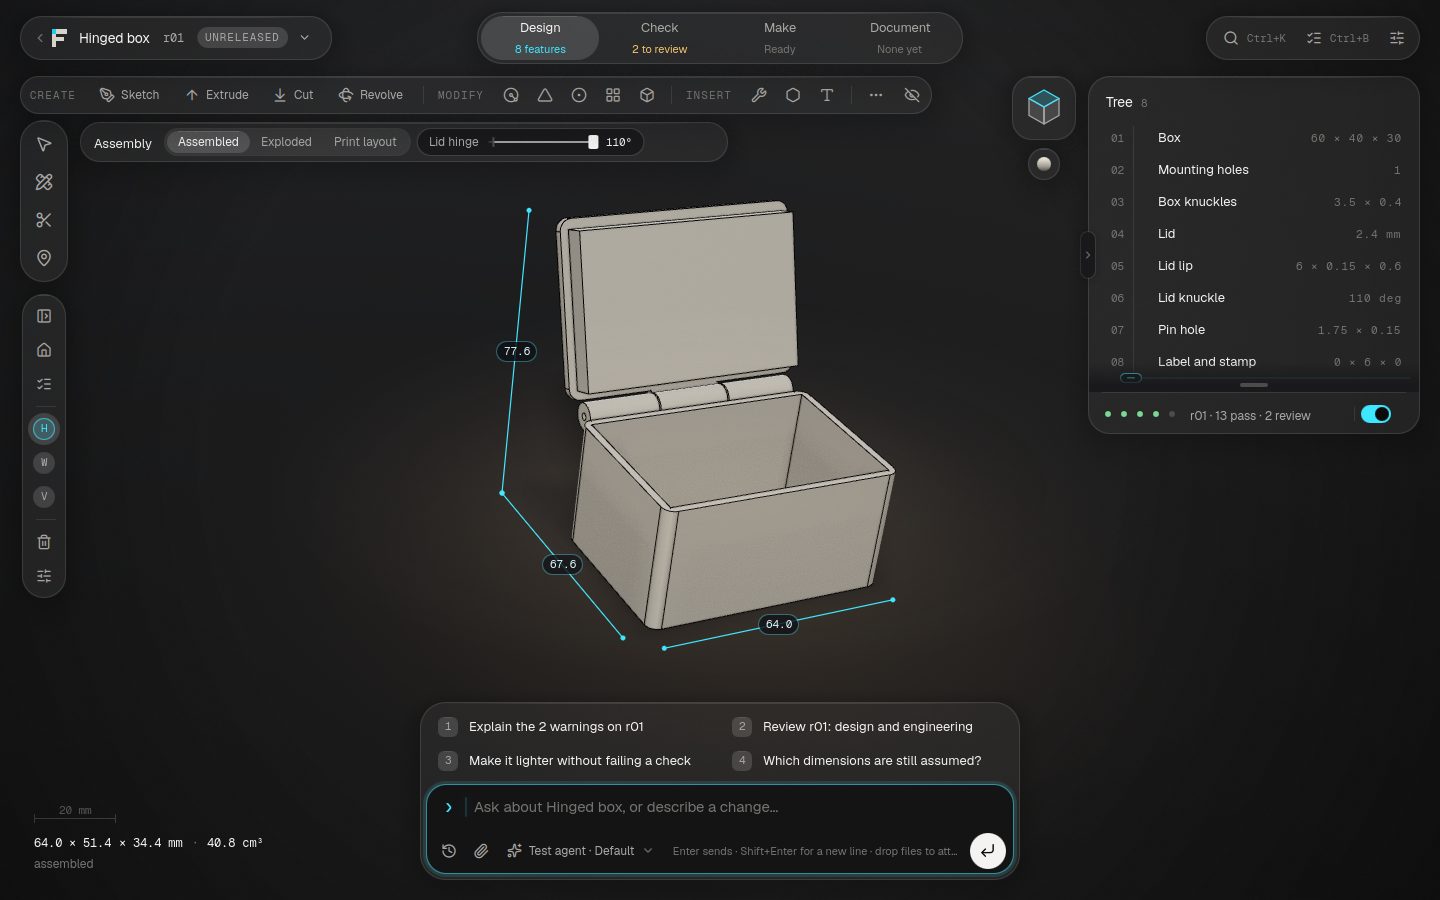 Hinged box r01 UNRELEASED
Design
8 features
Check
2 to review
Make
Ready
Document
None yet
Ctrl+K
Ctrl+B
CREATE Sketch Extrude Cut Revolve MODIFY INSERT
Assembly Assembled Exploded Print layout Lid hinge 110°
Tree 8
01 Box 60 × 40 × 30
02 Mounting holes 1
03 Box knuckles 3.5 × 0.4
04 Lid 2.4 mm
05 Lid lip 6 × 0.15 × 0.6
06 Lid knuckle 110 deg
07 Pin hole 1.75 × 0.15
08 Label and stamp 0 × 6 × 0
r01 · 13 pass · 2 review
H
W
V
77.6
67.6
64.0
1 Explain the 2 warnings on r01
2 Review r01: design and engineering
3 Make it lighter without failing a check
4 Which dimensions are still assumed?
Ask about Hinged box, or describe a change…
Test agent · Default
Enter sends · Shift+Enter for a new line · drop files to att…
20 mm
64.0 × 51.4 × 34.4 mm · 40.8 cm³
assembled